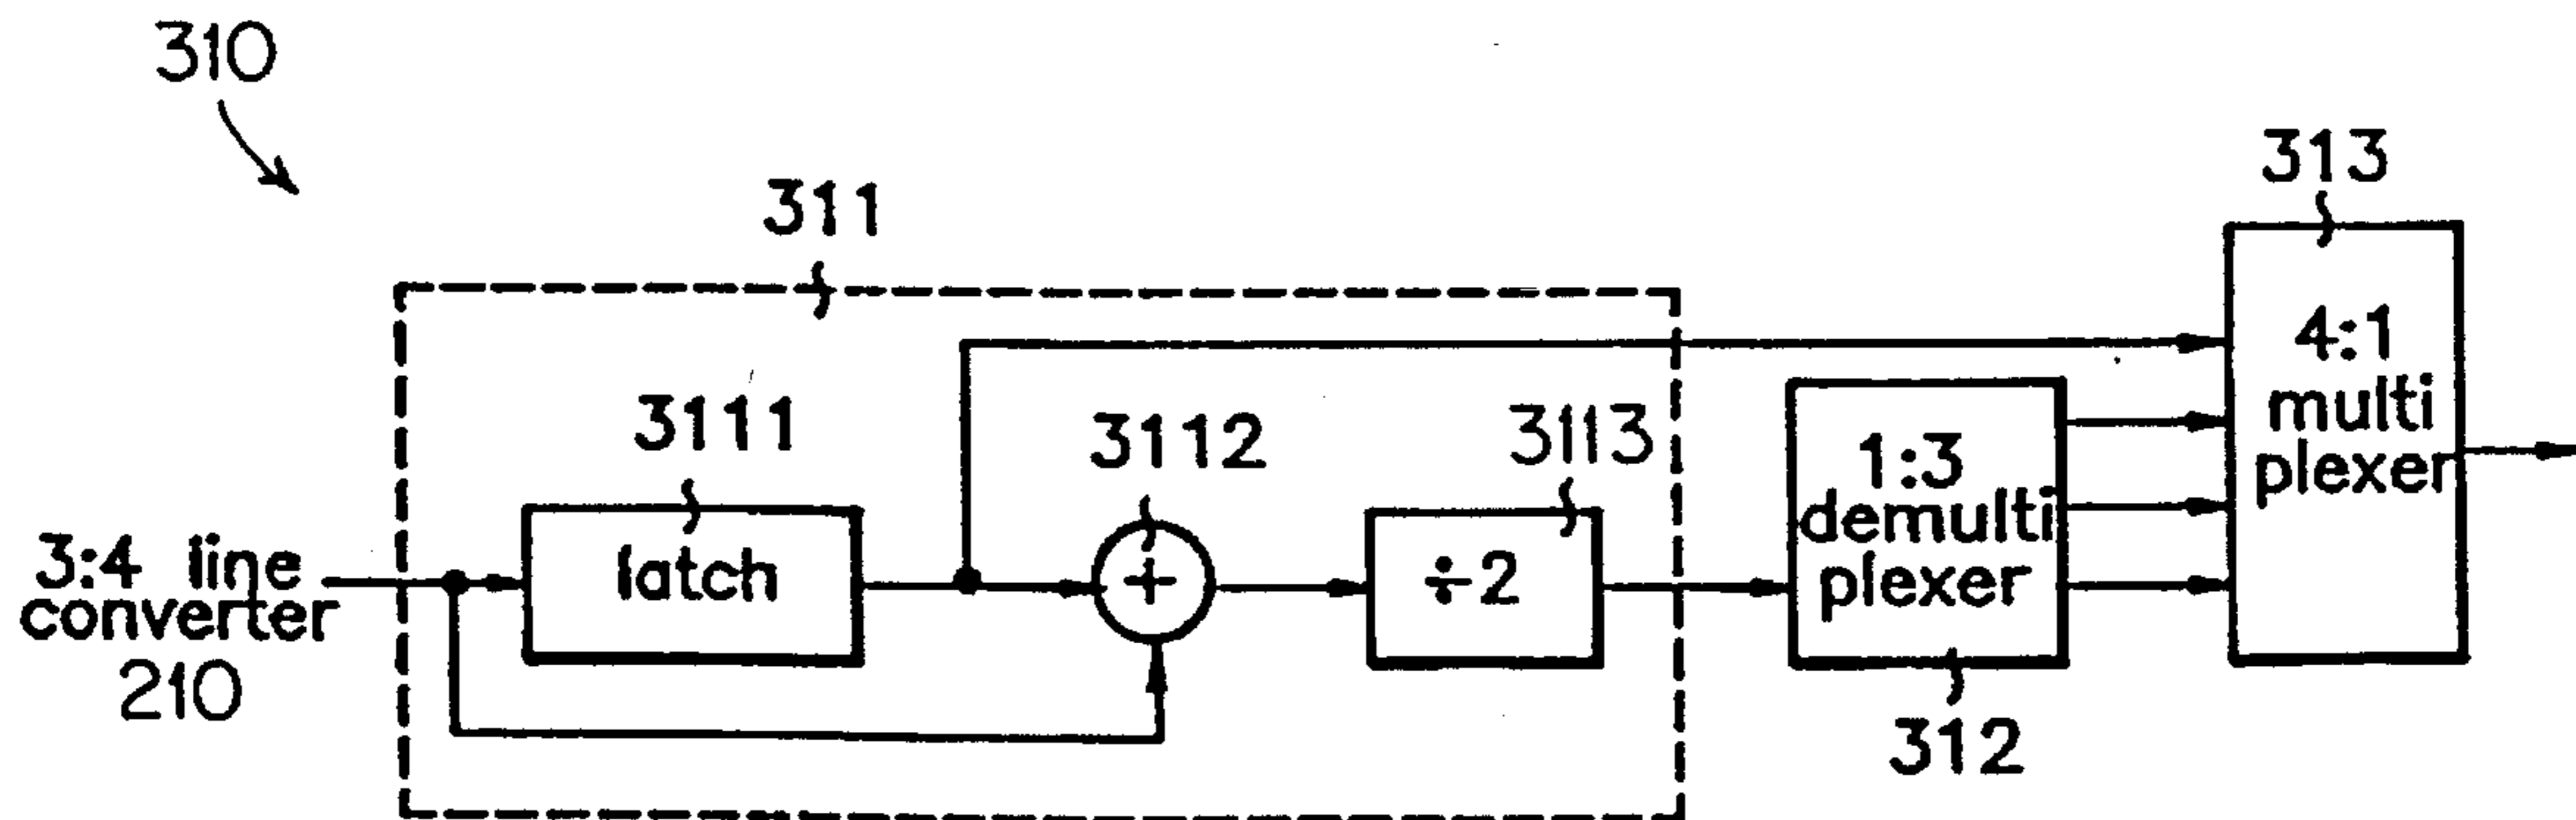 310
313
311
4:1
multi
plexer
3111
3112
3113
1:3
demulti
plexer
3:4 line
converter
210
latch
+
÷2
312